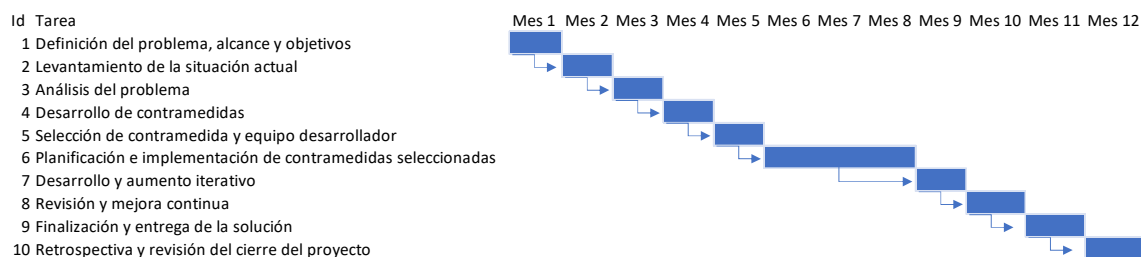 Id Tarea Mes 1 Mes 2 Mes 3 Mes 4 Mes 5 Mes 6 Mes 7 Mes 8 Mes 9 Mes 10 Mes 11 Mes 12
1 Definición del problema, alcance y objetivos
2 Levantamiento de la situación actual
3 Análisis del problema
4 Desarrollo de contramedidas
5 Selección de contramedida y equipo desarrollador
6 Planificación e implementación de contramedidas seleccionadas
7 Desarrollo y aumento iterativo
8 Revisión y mejora continua
9 Finalización y entrega de la solución
10 Retrospectiva y revisión del cierre del proyecto